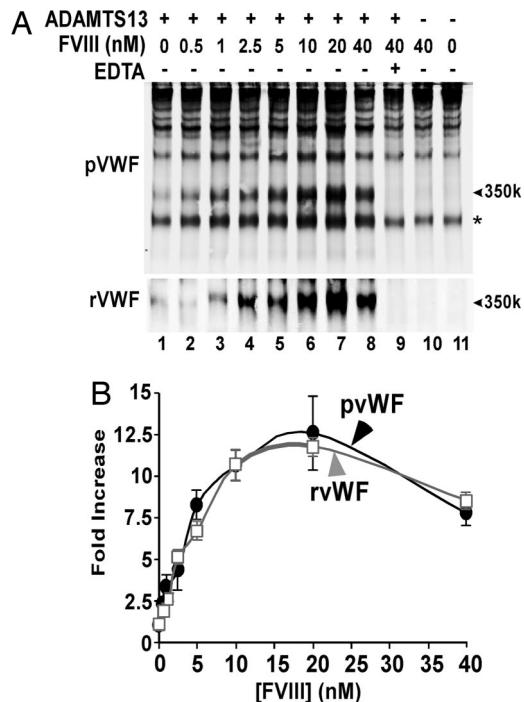 A
ADAMTS13 + + + + + + + + + - -
FVIII (nM) 0 0.5 1 2.5 5 10 20 40 40 40 0
EDTA - - - - - - - - + - -
pVWF
◄350k
*
rVWF
◄350k
1 2 3 4 5 6 7 8 9 10 11
B
15
12.5
10
7.5
5
2.5
0
Fold Increase
pvWF
rvWF
0 5 10 15 20 25 30 35 40
[FVIII] (nM)